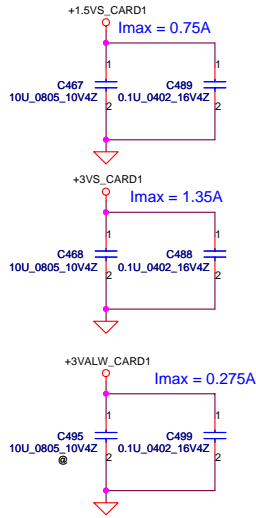 +1.5VS_CARD1
Imax = 0.75A
1 1
C467 C489
10U_0805_10V4Z 0.1U_0402_16V4Z
2 2
+3VS_CARD1
Imax = 1.35A
1 1
C468 C488
10U_0805_10V4Z 0.1U_0402_16V4Z
2 2
+3VALW_CARD1
Imax = 0.275A
1 1
C495 C499
10U_0805_10V4Z 0.1U_0402_16V4Z
@ 2 2